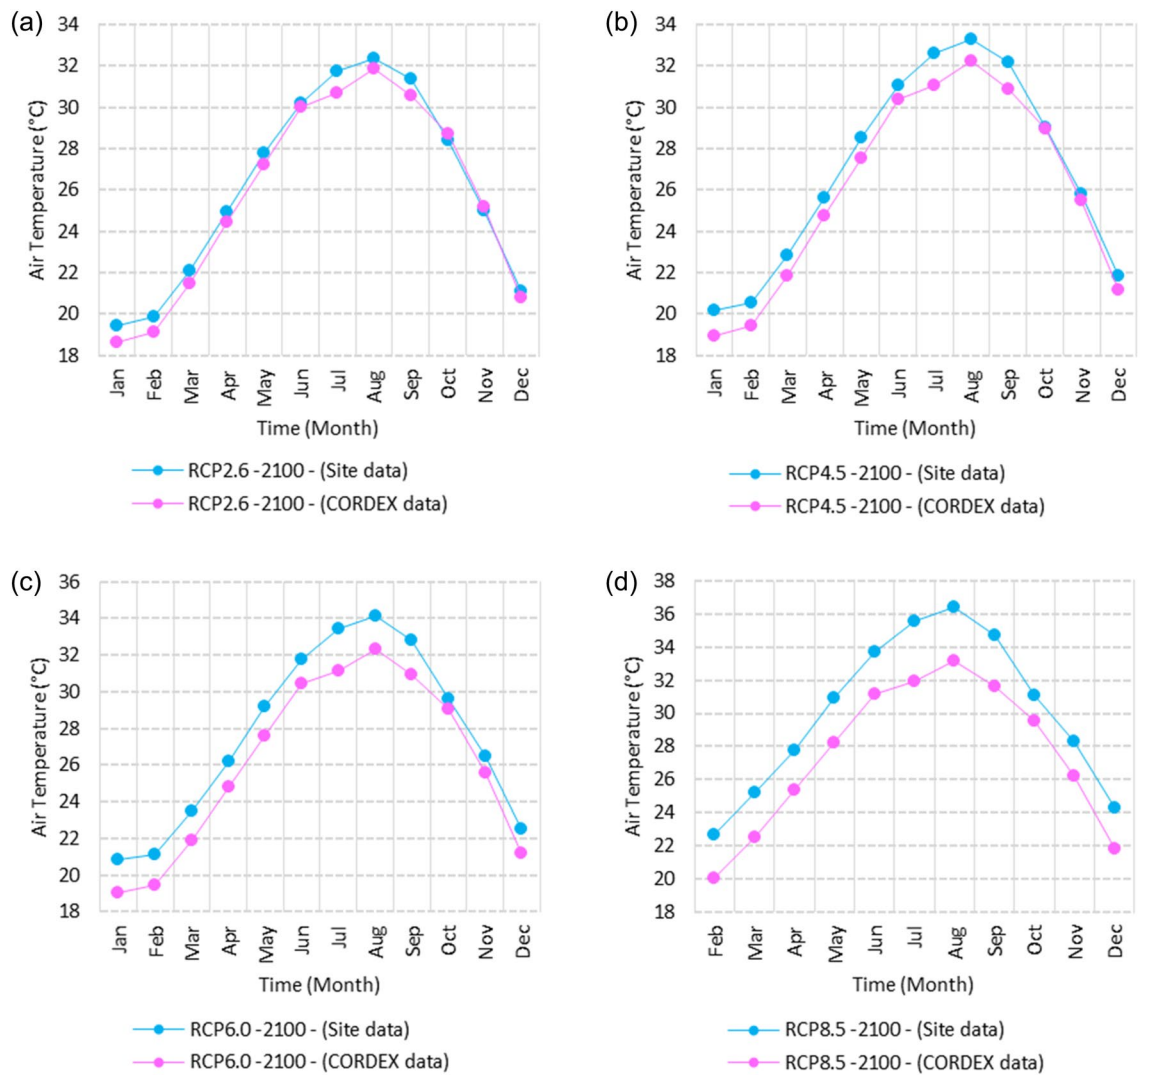 (a)
34
32
30
28
26
24
22
20
18
Air Temperature (°C)
Jan Feb Mar Apr May Jun Jul Aug Sep Oct Nov Dec
Time (Month)
RCP2.6 -2100 - (Site data)
RCP2.6 -2100 - (CORDEX data)
(b)
34
32
30
28
26
24
22
20
18
Air Temperature (°C)
Jan Feb Mar Apr May Jun Jul Aug Sep Oct Nov Dec
Time (Month)
RCP4.5 -2100 - (Site data)
RCP4.5 -2100 - (CORDEX data)
(c)
36
34
32
30
28
26
24
22
20
18
Air Temperature (°C)
Jan Feb Mar Apr May Jun Jul Aug Sep Oct Nov Dec
Time (Month)
RCP6.0 -2100 - (Site data)
RCP6.0 -2100 - (CORDEX data)
(d)
38
36
34
32
30
28
26
24
22
20
18
Air Temperature (°C)
Feb Mar Apr May Jun Jul Aug Sep Oct Nov Dec
Time (Month)
RCP8.5 -2100 - (Site data)
RCP8.5 -2100 - (CORDEX data)